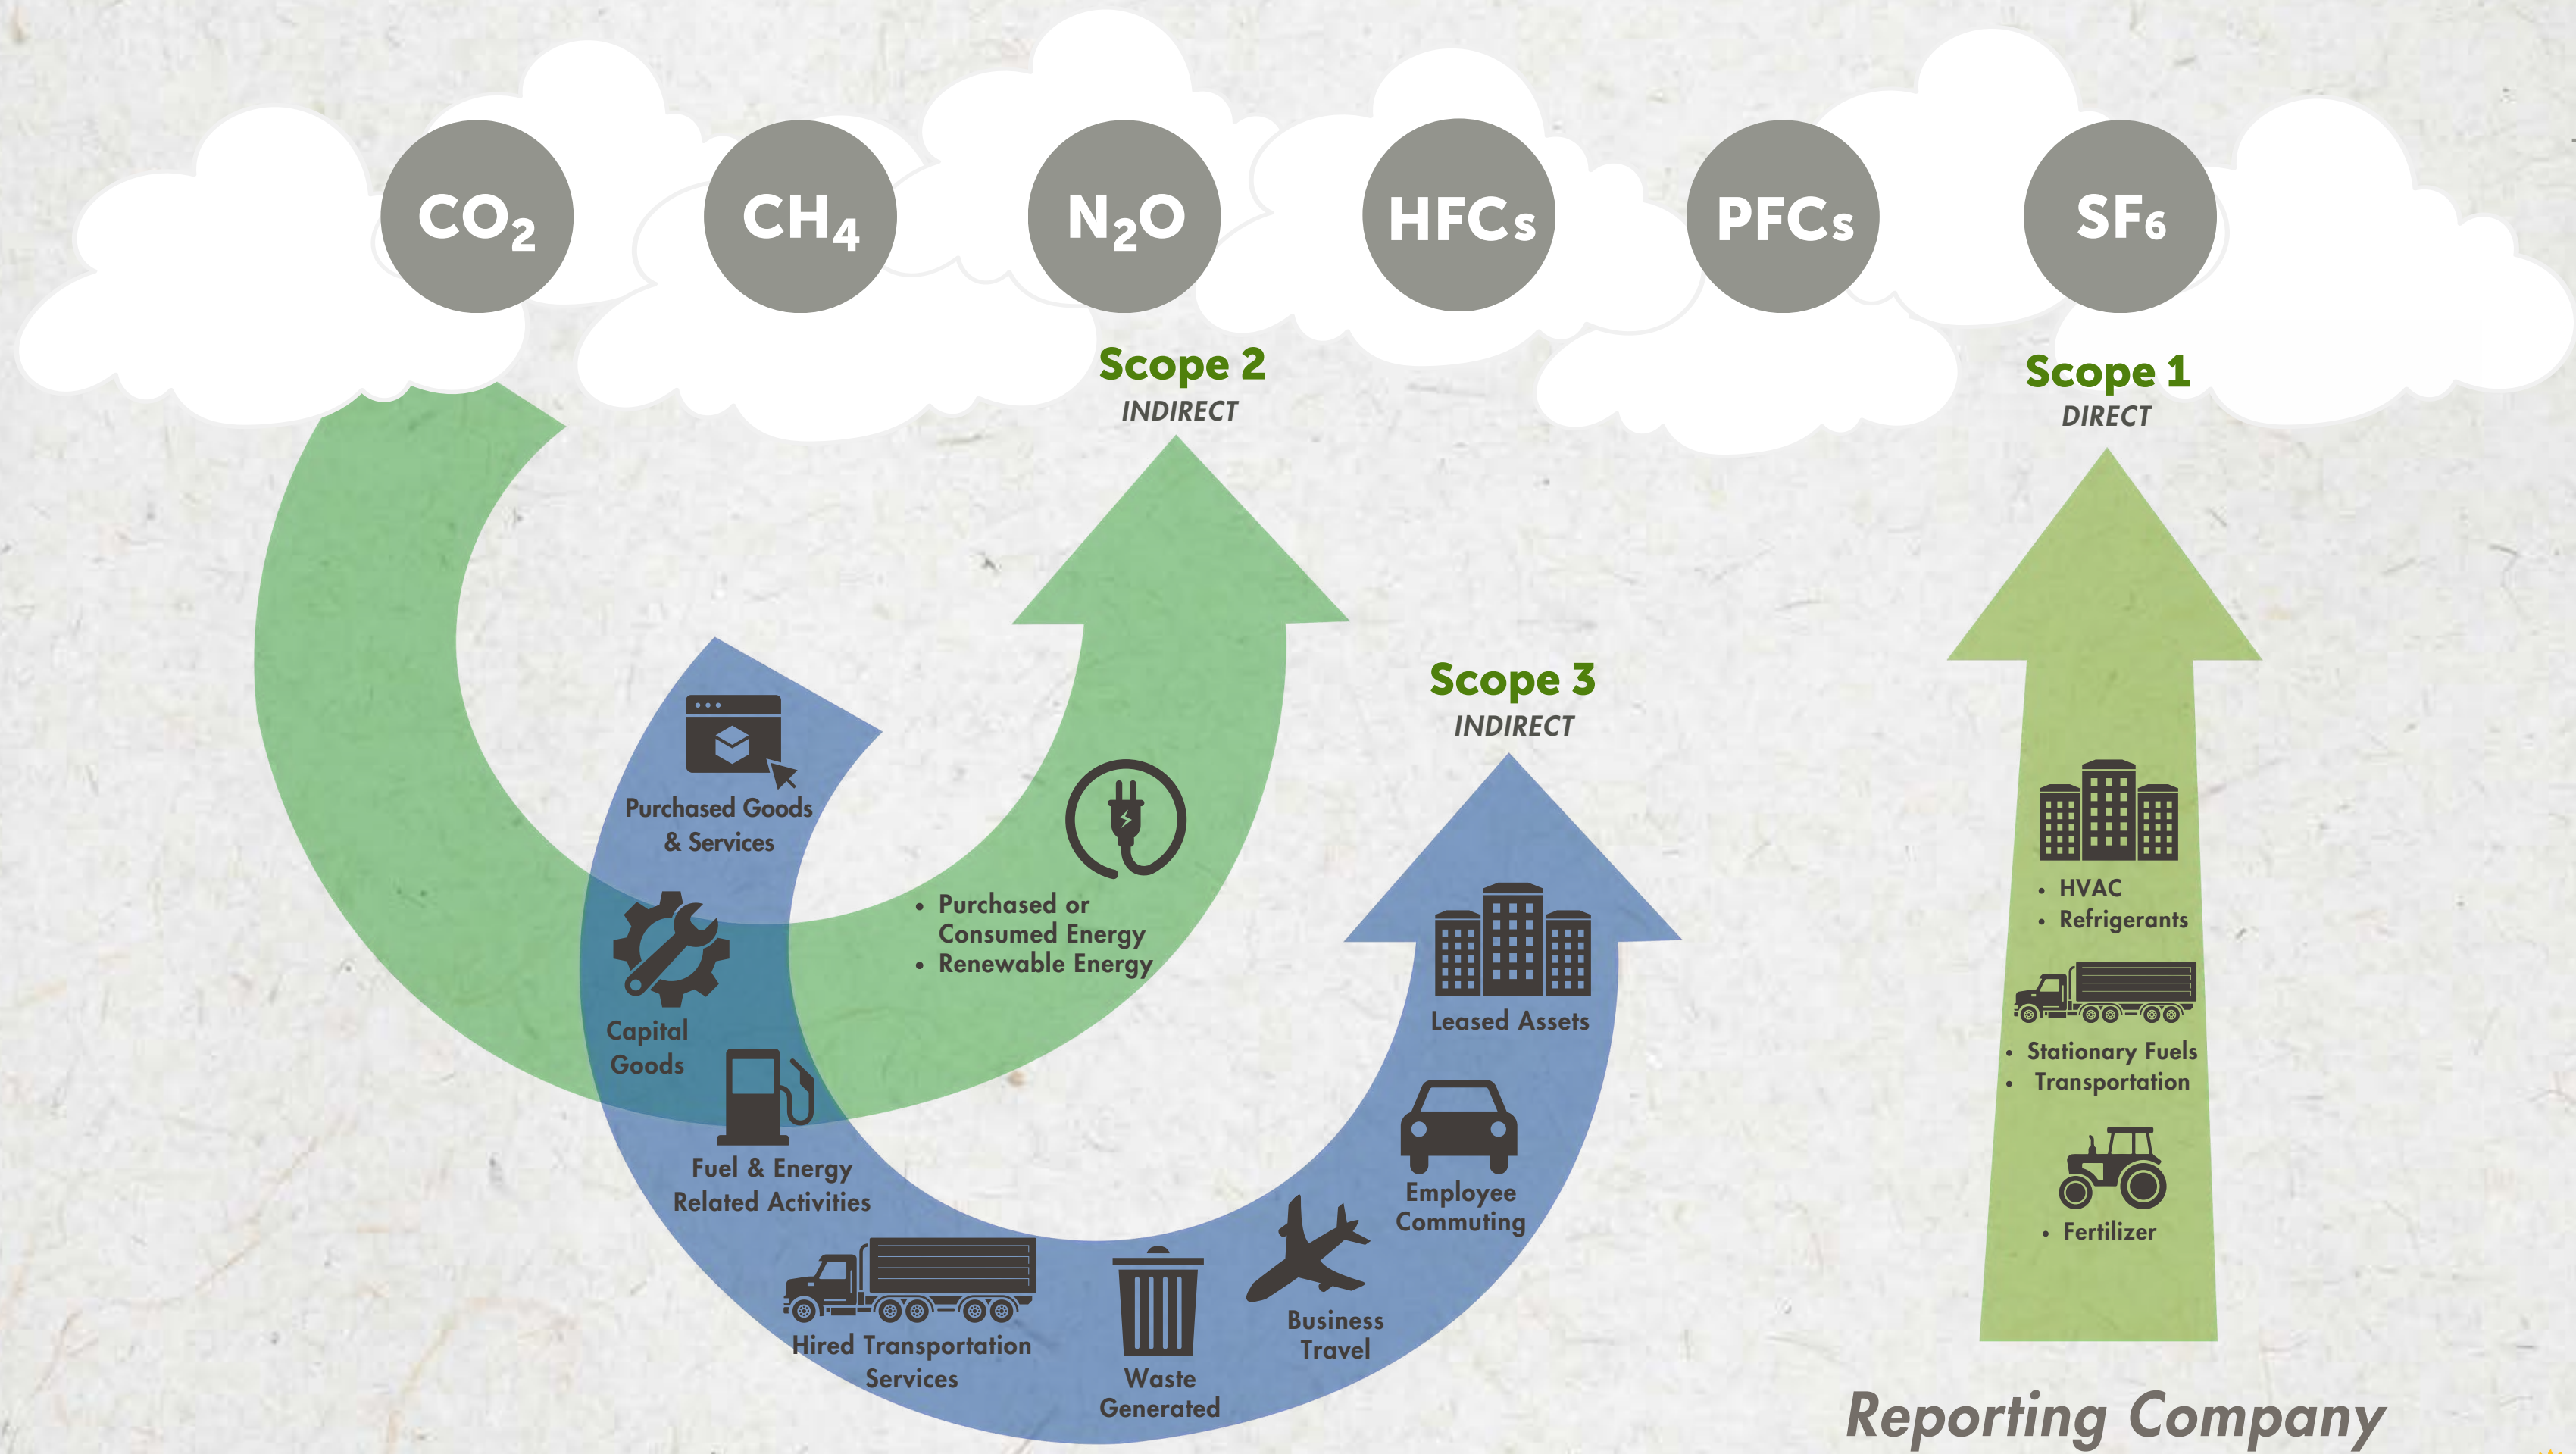 CO₂
CH₄
N₂O
HFCs
PFCs
SF₆
Scope 2
INDIRECT
Scope 1
DIRECT
Scope 3
INDIRECT
Purchased Goods
& Services
Capital
Goods
Fuel & Energy
Related Activities
Hired Transportation
Services
Waste
Generated
Business
Travel
Employee
Commuting
Leased Assets
• Purchased or
Consumed Energy
• Renewable Energy
• HVAC
• Refrigerants
• Stationary Fuels
• Transportation
• Fertilizer
Reporting Company